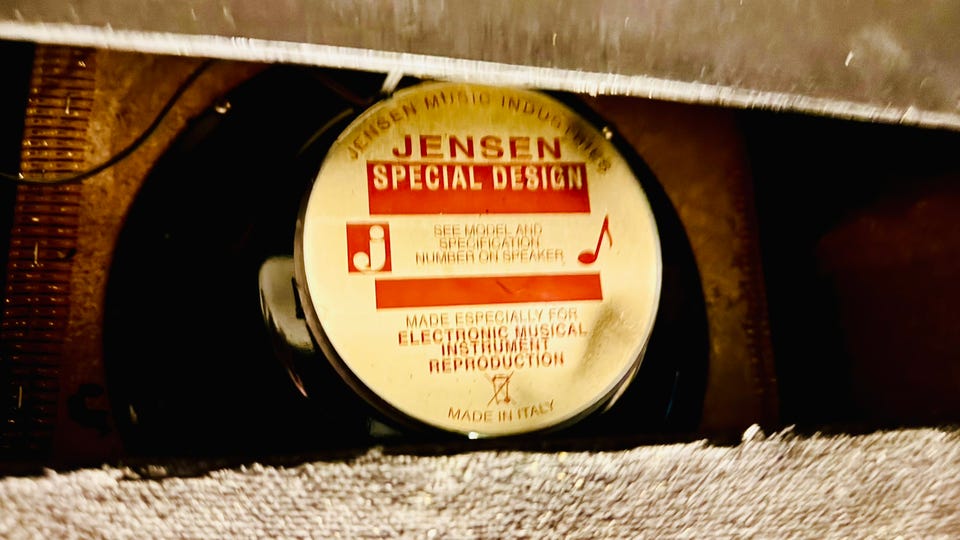 JENSEN MUSIC INDUSTRIES
JENSEN
SPECIAL DESIGN
j
SEE MODEL AND
SPECIFICATION
NUMBER ON SPEAKER
MADE ESPECIALLY FOR
ELECTRONIC MUSICAL
INSTRUMENT
REPRODUCTION
MADE IN ITALY